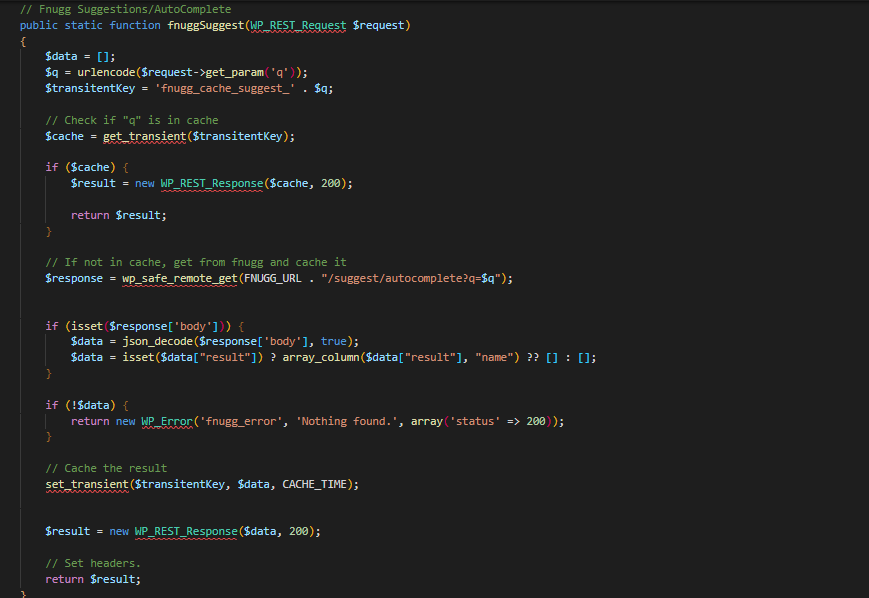 // Fnugg Suggestions/AutoComplete
public static function fnuggSuggest(WP_REST_Request $request)
{
$data = [];
$q = urlencode($request->get_param('q'));
$transitentKey = 'fnugg_cache_suggest_' . $q;
// Check if "q" is in cache
$cache = get_transient($transitentKey);
if ($cache) {
$result = new WP_REST_Response($cache, 200);
return $result;
}
// If not in cache, get from fnugg and cache it
$response = wp_safe_remote_get(FNUGG_URL . "/suggest/autocomplete?q=$q");
if (isset($response['body'])) {
$data = json_decode($response['body'], true);
$data = isset($data["result"]) ? array_column($data["result"], "name") ?? [] : [];
}
if (!$data) {
return new WP_Error('fnugg_error', 'Nothing found.', array('status' => 200));
}
// Cache the result
set_transient($transitentKey, $data, CACHE_TIME);
$result = new WP_REST_Response($data, 200);
// Set headers.
return $result;
}